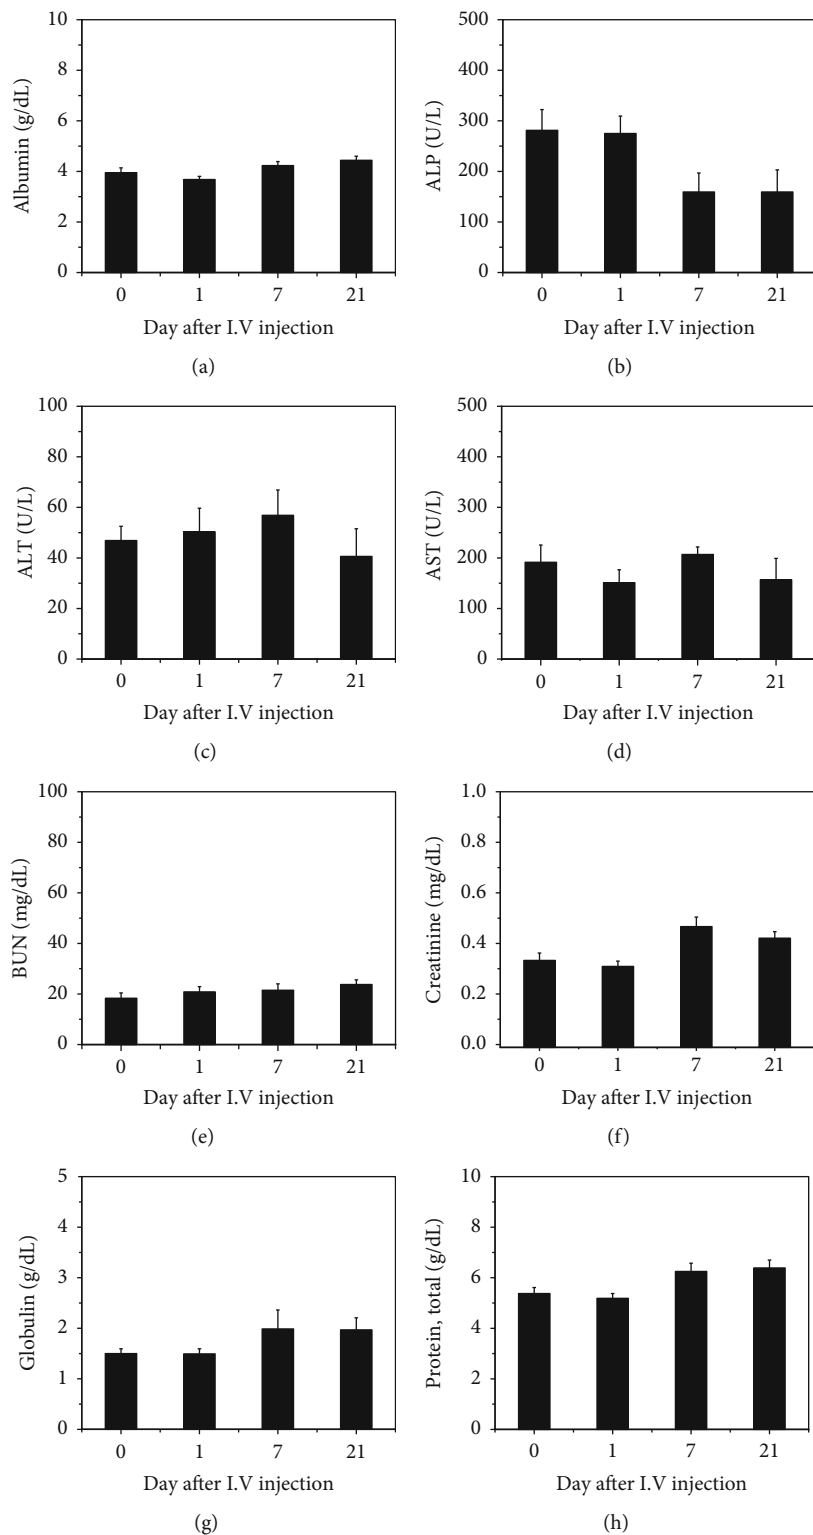 10
8
6
4
2
0
Albumin (g/dL)
0 1 7 21
Day after I.V injection
(a)
500
400
300
200
100
0
ALP (U/L)
0 1 7 21
Day after I.V injection
(b)
100
80
60
40
20
0
ALT (U/L)
0 1 7 21
Day after I.V injection
(c)
500
400
300
200
100
0
AST (U/L)
0 1 7 21
Day after I.V injection
(d)
100
80
60
40
20
0
BUN (mg/dL)
0 1 7 21
Day after I.V injection
(e)
1.0
0.8
0.6
0.4
0.2
0.0
Creatinine (mg/dL)
0 1 7 21
Day after I.V injection
(f)
5
4
3
2
1
0
Globulin (g/dL)
0 1 7 21
Day after I.V injection
(g)
10
8
6
4
2
0
Protein, total (g/dL)
0 1 7 21
Day after I.V injection
(h)